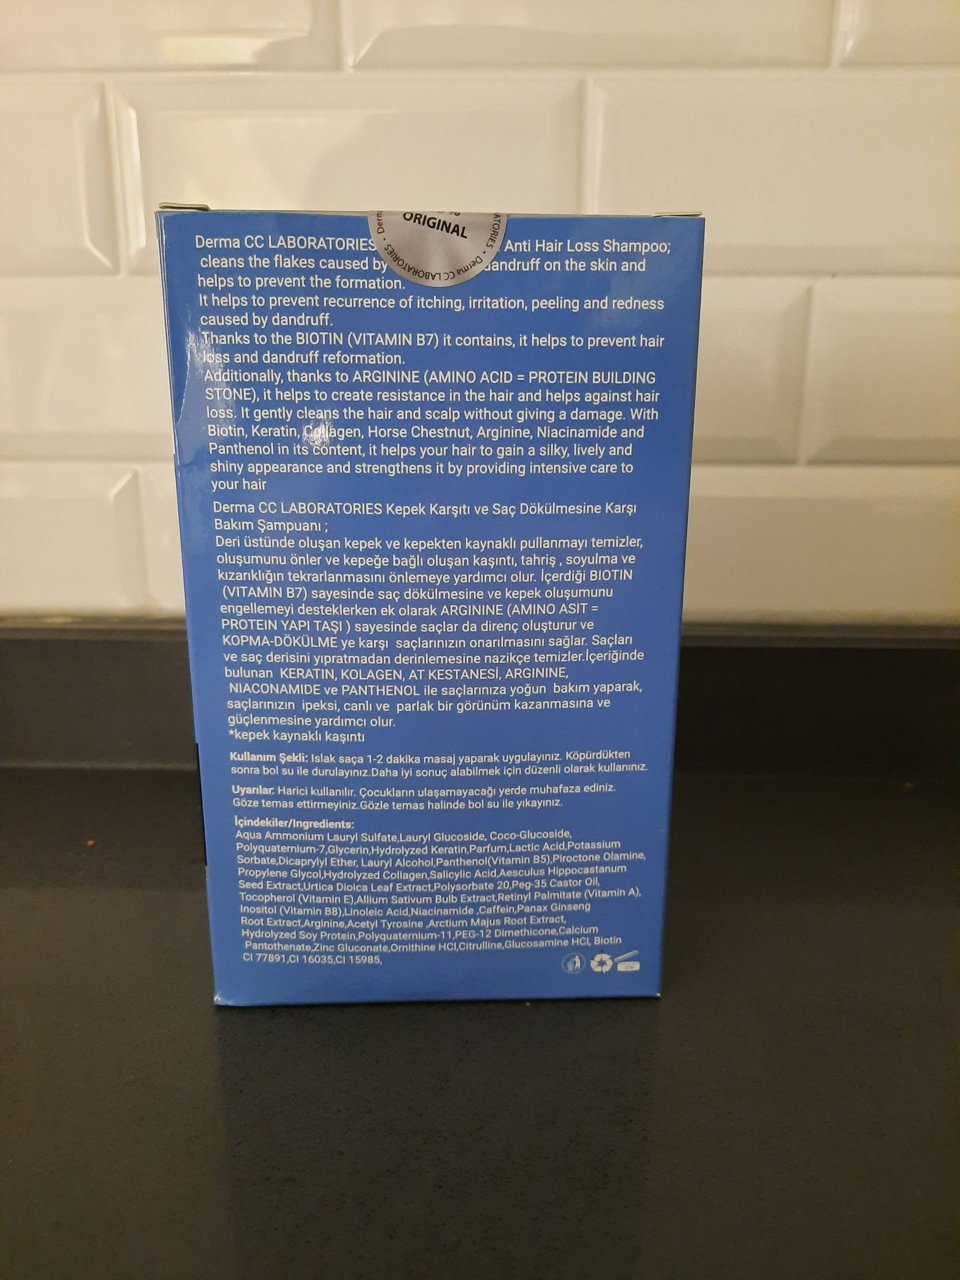 % ORIGINAL
Derm
ATORIES • Derma CC LABORATORIES •
Derma CC LABORATORIES Anti Hair Loss Shampoo;
cleans the flakes caused by dandruff on the skin and
helps to prevent the formation.
It helps to prevent recurrence of itching, irritation, peeling and redness
caused by dandruff.
Thanks to the BIOTIN (VITAMIN B7) it contains, it helps to prevent hair
loss and dandruff reformation.
Additionally, thanks to ARGININE (AMINO ACID = PROTEIN BUILDING
STONE), it helps to create resistance in the hair and helps against hair
loss. It gently cleans the hair and scalp without giving a damage. With
Biotin, Keratin, Collagen, Horse Chestnut, Arginine, Niacinamide and
Panthenol in its content, it helps your hair to gain a silky, lively and
shiny appearance and strengthens it by providing intensive care to
your hair
Derma CC LABORATORIES Kepek Karşıtı ve Saç Dökülmesine Karşı
Bakım Şampuanı ;
Deri üstünde oluşan kepek ve kepekten kaynaklı pullanmayı temizler,
oluşumunu önler ve kepeğe bağlı oluşan kaşıntı, tahriş , soyulma ve
kızarıklığın tekrarlanmasını önlemeye yardımcı olur. İçerdiği BIOTIN
(VITAMIN B7) sayesinde saç dökülmesine ve kepek oluşumunu
engellemeyi desteklerken ek olarak ARGININE (AMINO ASIT =
PROTEIN YAPI TAŞI ) sayesinde saçlar da direnç oluşturur ve
KOPMA-DÖKÜLME ye karşı saçlarınızın onarılmasını sağlar. Saçları
ve saç derisini yıpratmadan derinlemesine nazikçe temizler.İçeriğinde
bulunan KERATIN, KOLAGEN, AT KESTANESİ, ARGININE,
NIACONAMIDE ve PANTHENOL ile saçlarınıza yoğun bakım yaparak,
saçlarınızın ipeksi, canlı ve parlak bir görünüm kazanmasına ve
güçlenmesine yardımcı olur.
*kepek kaynaklı kaşıntı
Kullanım Şekli: Islak saça 1-2 dakika masaj yaparak uygulayınız. Köpürdükten
sonra bol su ile durulayınız.Daha iyi sonuç alabilmek için düzenli olarak kullanınız.
Uyarılar: Harici kullanılır. Çocukların ulaşamayacağı yerde muhafaza ediniz.
Göze temas ettirmeyiniz.Gözle temas halinde bol su ile yıkayınız.
İçindekiler/Ingredients:
Aqua Ammonium Lauryl Sulfate,Lauryl Glucoside, Coco-Glucoside,
Polyquaternium-7,Glycerin,Hydrolyzed Keratin,Parfum,Lactic Acid,Potassium
Sorbate,Dicaprylyl Ether, Lauryl Alcohol,Panthenol(Vitamin B5),Piroctone Olamine,
Propylene Glycol,Hydrolyzed Collagen,Salicylic Acid,Aesculus Hippocastanum
Seed Extract,Urtica Dioica Leaf Extract,Polysorbate 20,Peg-35 Castor Oil,
Tocopherol (Vitamin E),Allium Sativum Bulb Extract,Retinyl Palmitate (Vitamin A),
Inositol (Vitamin B8),Linoleic Acid,Niacinamide ,Caffein,Panax Ginseng
Root Extract,Arginine,Acetyl Tyrosine ,Arctium Majus Root Extract,
Hydrolyzed Soy Protein,Polyquaternium-11,PEG-12 Dimethicone,Calcium
Pantothenate,Zinc Gluconate,Ornithine HCl,Citrulline,Glucosamine HCl, Biotin
CI 77891,CI 16035,CI 15985,